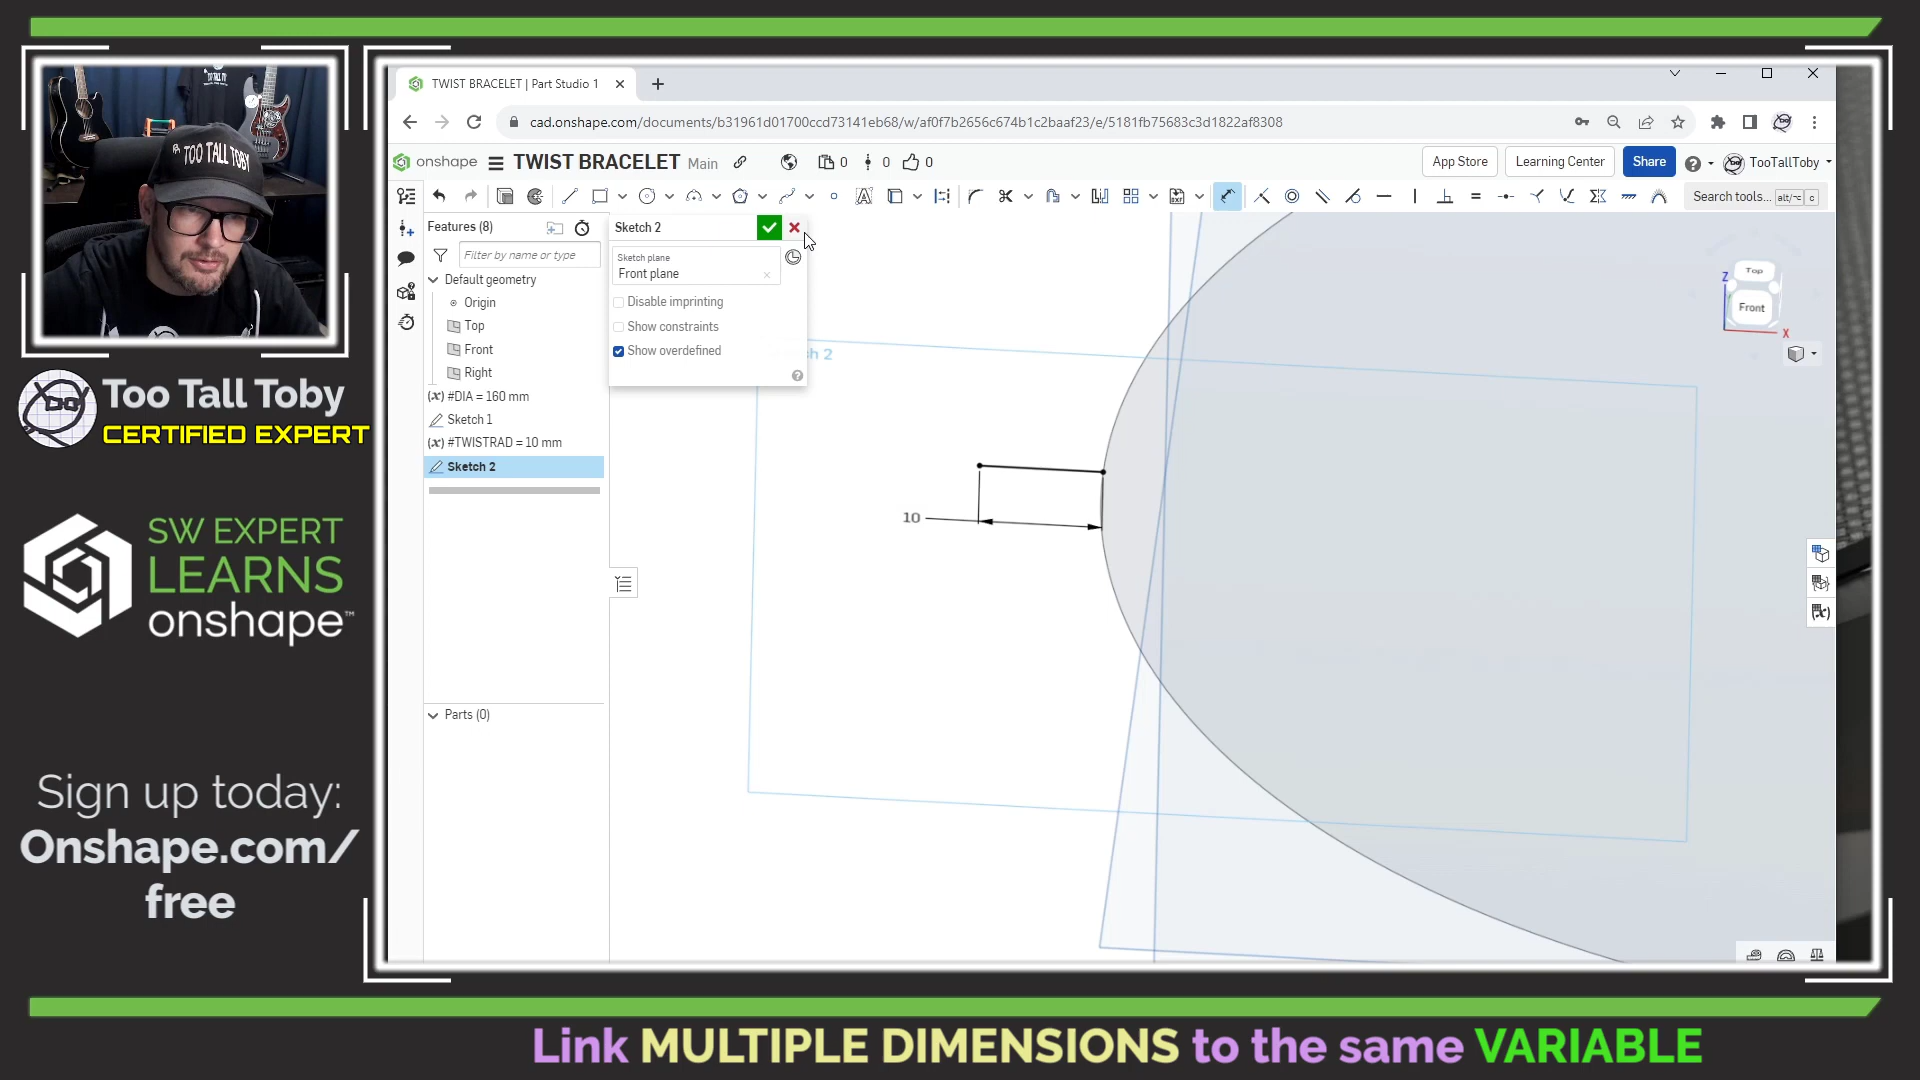 TWIST BRACELET | Part Studio 1
cad.onshape.com/documents/b31961d01700ccd73141eb68/w/af0f7b2656c674b1c2baaf23/e/5181fb75683c3d1822af8308
onshape TWIST BRACELET Main 0 0 0 App Store Learning Center Share TooTallToby
Search tools... alt/⌥ c
Features (8)
Filter by name or type
Default geometry
Origin
Top
Front
Right
(x) #DIA = 160 mm
Sketch 1
(x) #TWISTRAD = 10 mm
Sketch 2
Parts (0)
Sketch 2
Sketch plane
Front plane
Disable imprinting
Show constraints
Show overdefined
h 2
10
Top
Front
Z
X
TOO TALL TOBY
Too Tall Toby
CERTIFIED EXPERT
SW EXPERT
LEARNS
onshape™
Sign up today:
Onshape.com/
free
Link MULTIPLE DIMENSIONS to the same VARIABLE